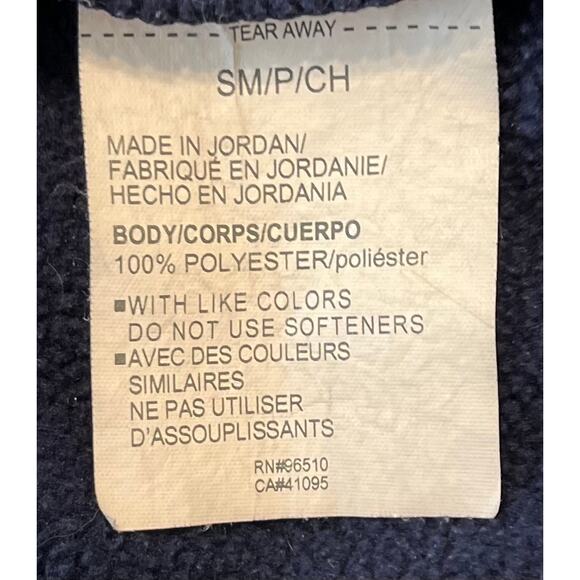 TEAR AWAY
SM/P/CH
MADE IN JORDAN/
FABRIQUÉ EN JORDANIE/
HECHO EN JORDANIA
BODY/CORPS/CUERPO
100% POLYESTER/poliéster
■WITH LIKE COLORS
DO NOT USE SOFTENERS
■AVEC DES COULEURS
SIMILAIRES
NE PAS UTILISER
D'ASSOUPLISSANTS
RN#96510
CA#41095